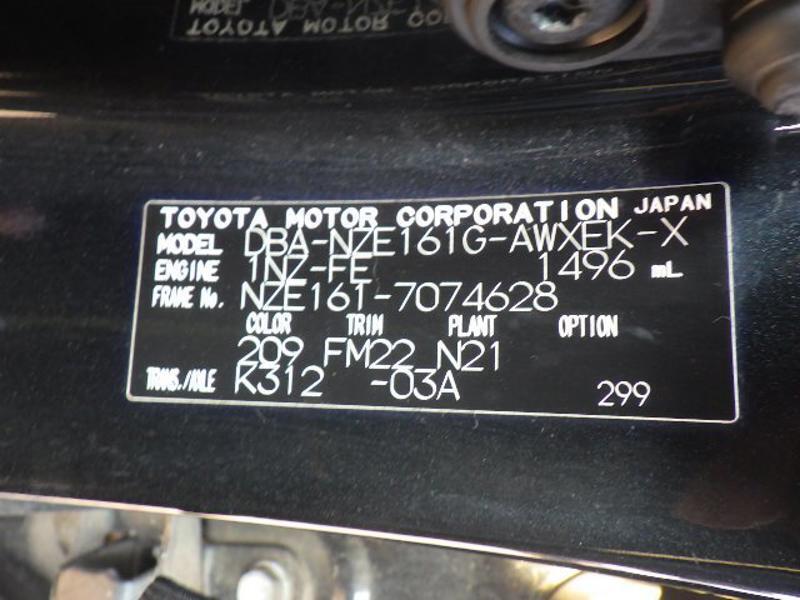 TOYOTA MOTOR CORPORATION JAPAN
MODEL DBA-NZE161G-AWXEK-X
ENGINE 1NZ-FE 1496 mL
FRAME No. NZE161-7074628
COLOR TRIM PLANT OPTION
209 FM22 N21
TRANS./AXLE K312 -03A 299